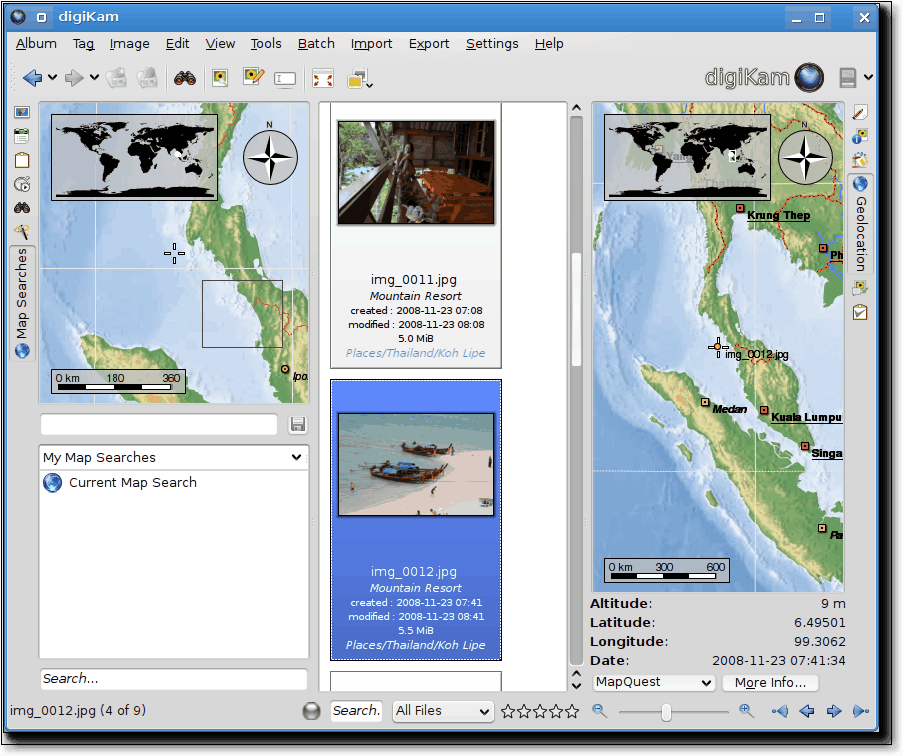 digiKam
Album Tag Image Edit View Tools Batch Import Export Settings Help
digiKam
Map Searches
N
0 km 180 360
Ipo
My Map Searches
Current Map Search
Search...
img_0011.jpg
Mountain Resort
created : 2008-11-23 07:08
modified : 2008-11-23 08:08
5.0 MiB
Places/Thailand/Koh Lipe
img_0012.jpg
Mountain Resort
created : 2008-11-23 07:41
modified : 2008-11-23 08:41
5.5 MiB
Places/Thailand/Koh Lipe
N
Krung Thep
Ph
img_0012.jpg
Medan
Kuala Lumpu
Singa
Pa
0 km 300 600
Geolocation
Altitude: 9 m
Latitude: 6.49501
Longitude: 99.3062
Date: 2008-11-23 07:41:34
MapQuest More Info...
img_0012.jpg (4 of 9) Search. All Files